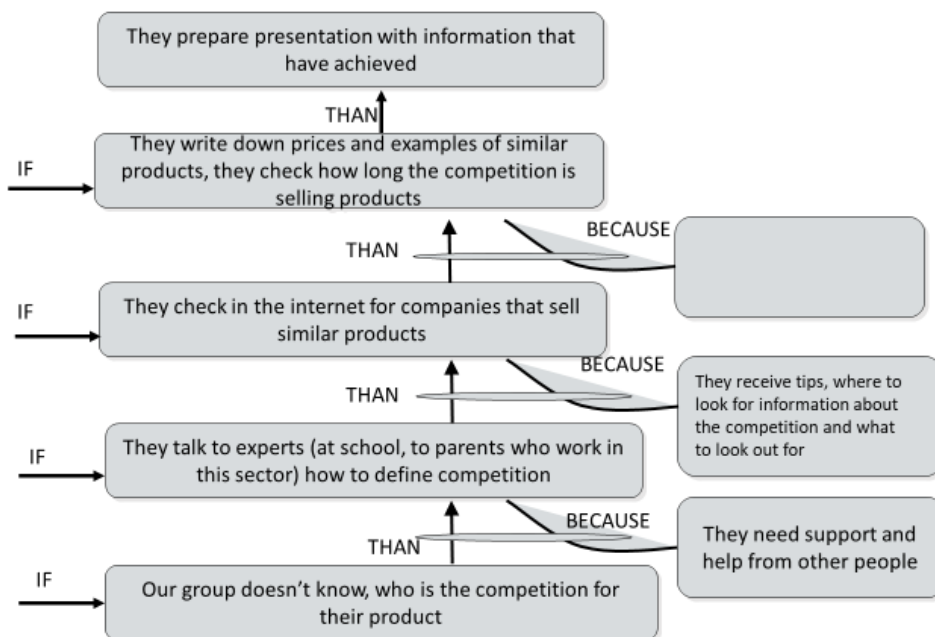 They prepare presentation with information that
have achieved
THAN
IF
They write down prices and examples of similar
products, they check how long the competition is
selling products
BECAUSE
THAN
IF
They check in the internet for companies that sell
similar products
BECAUSE
THAN
They receive tips, where to
look for information about
the competition and what
to look out for
IF
They talk to experts (at school, to parents who work in
this sector) how to define competition
BECAUSE
THAN
They need support and
help from other people
IF
Our group doesn't know, who is the competition for
their product